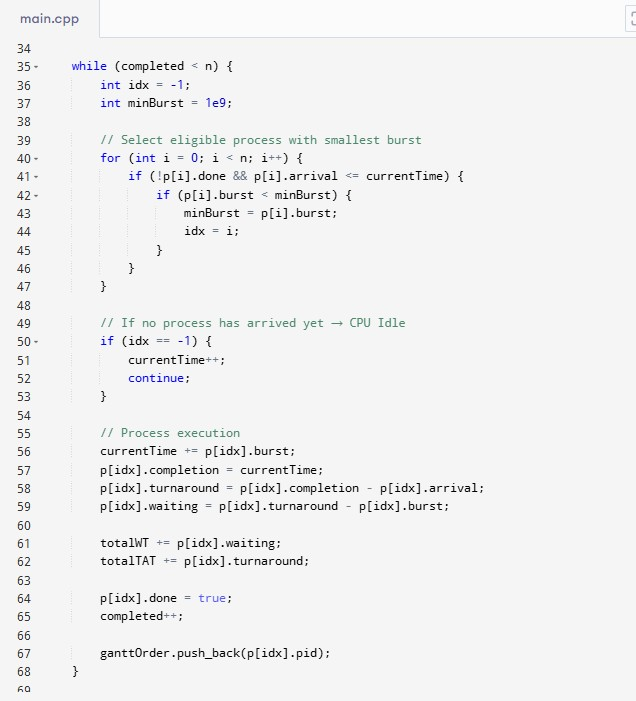 main.cpp
34
35 while (completed < n) {
36 int idx = -1;
37 int minBurst = 1e9;
38
39 // Select eligible process with smallest burst
40 for (int i = 0; i < n; i++) {
41 if (!p[i].done && p[i].arrival <= currentTime) {
42 if (p[i].burst < minBurst) {
43 minBurst = p[i].burst;
44 idx = i;
45 }
46 }
47 }
48
49 // If no process has arrived yet → CPU Idle
50 if (idx == -1) {
51 currentTime++;
52 continue;
53 }
54
55 // Process execution
56 currentTime += p[idx].burst;
57 p[idx].completion = currentTime;
58 p[idx].turnaround = p[idx].completion - p[idx].arrival;
59 p[idx].waiting = p[idx].turnaround - p[idx].burst;
60
61 totalWT += p[idx].waiting;
62 totalTAT += p[idx].turnaround;
63
64 p[idx].done = true;
65 completed++;
66
67 ganttOrder.push_back(p[idx].pid);
68 }
69